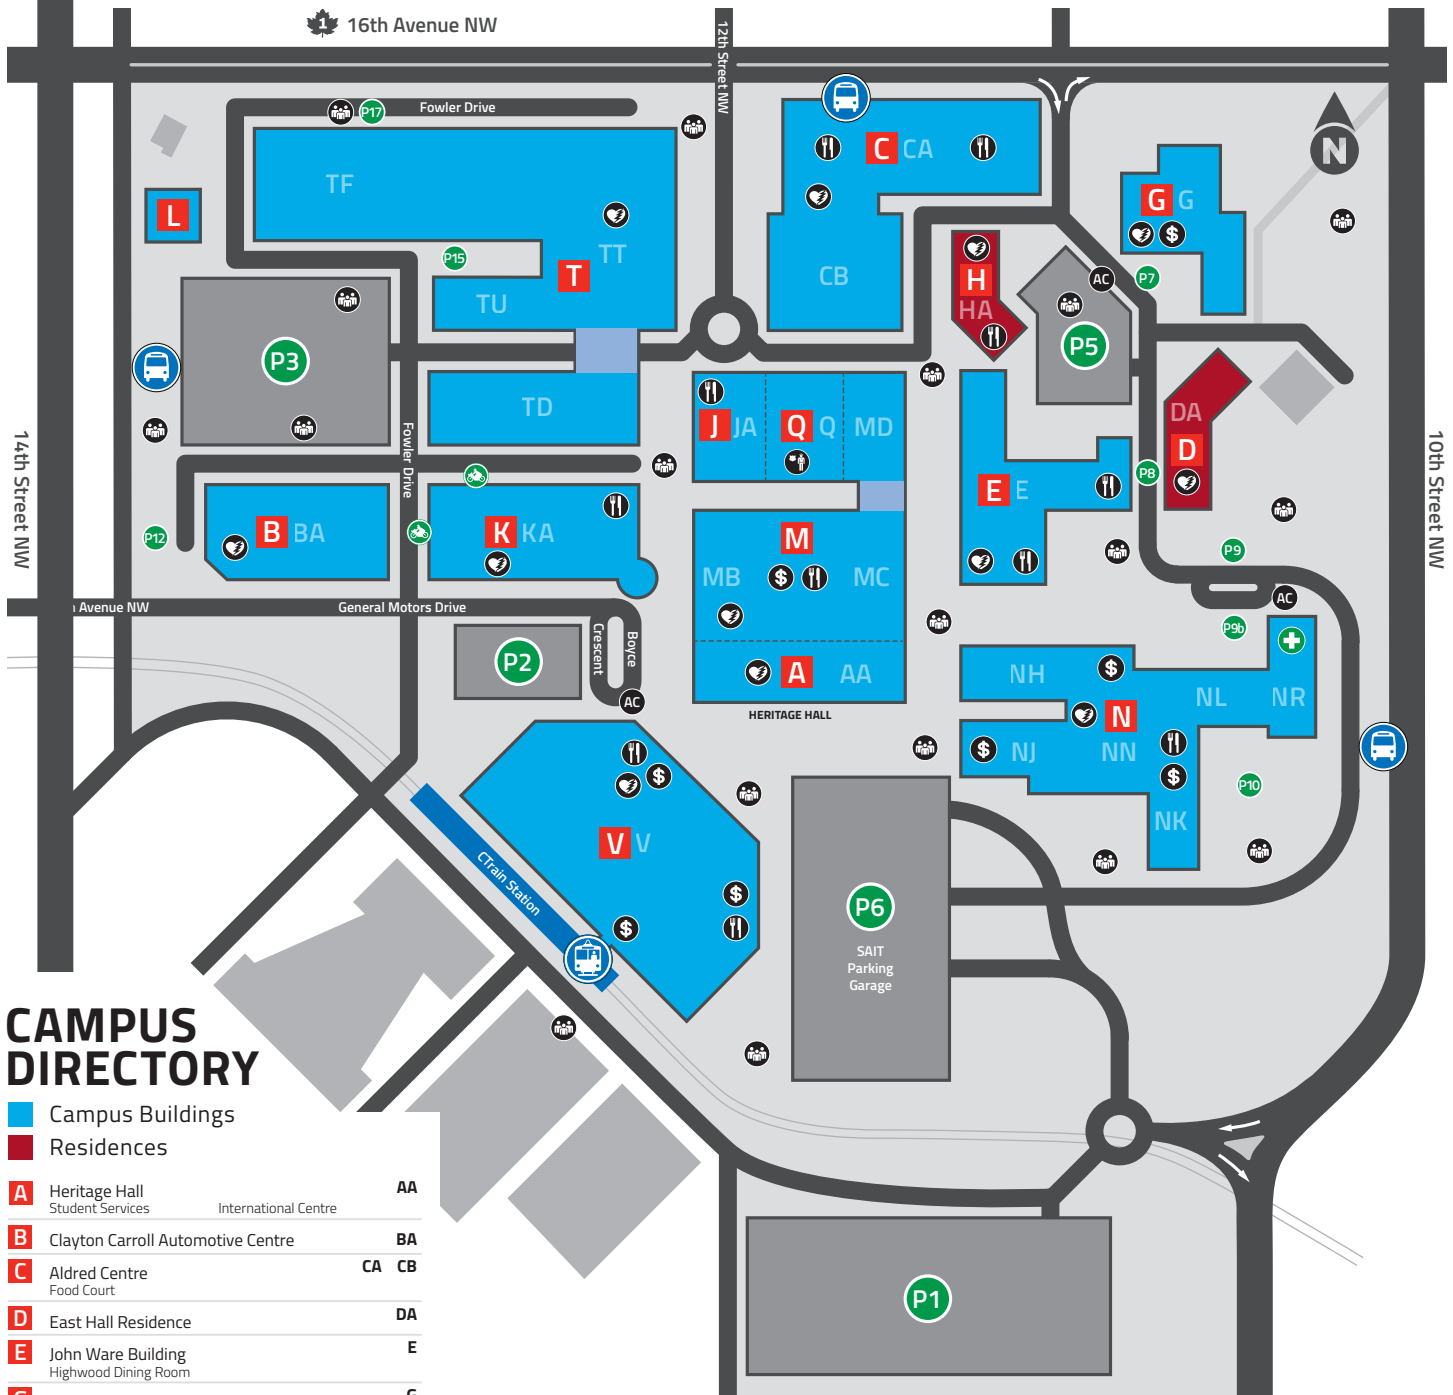 1 16th Avenue NW
12th Street NW
Fowler Drive
P17
TF
C CA
N
G G
L
TT
T
P15
TU
CB
H
HA
AC
P7
P3
P5
TD
J JA
Q Q
MD
DA
D
14th Street NW
Fowler Drive
10th Street NW
E E
P8
B BA
P12
K KA
M
MB
MC
P9
AC
P9b
Avenue NW
General Motors Drive
Boyce
Crescent
P2
AC
A AA
HERITAGE HALL
NH
N
NL
NR
NJ
NN
NK
P10
V V
CTrain Station
P6
SAIT
Parking
Garage
P1
CAMPUS
DIRECTORY
Campus Buildings
Residences
A Heritage Hall AA
Student Services International Centre
B Clayton Carroll Automotive Centre BA
C Aldred Centre CA CB
Food Court
D East Hall Residence DA
E John Ware Building E
Highwood Dining Room
G G